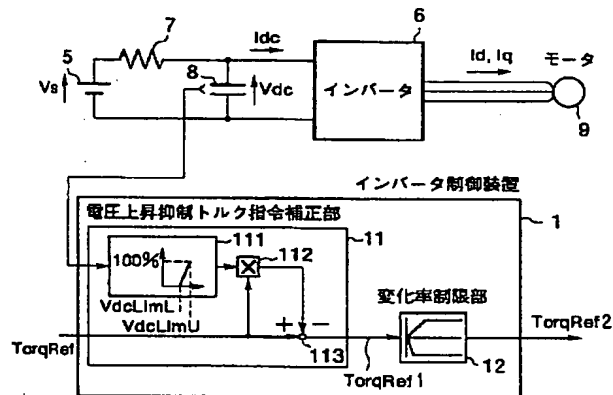 7
Idc
6
5
Vs
8
Vdc
インバータ
Id, Iq
モータ
9
インバータ制御装置
1
電圧上昇抑制トルク指令補正部
11
111
100%
112
VdcLimL
VdcLimU
変化率制限部
+
−
TorqRef
113
TorqRef1
12
TorqRef2